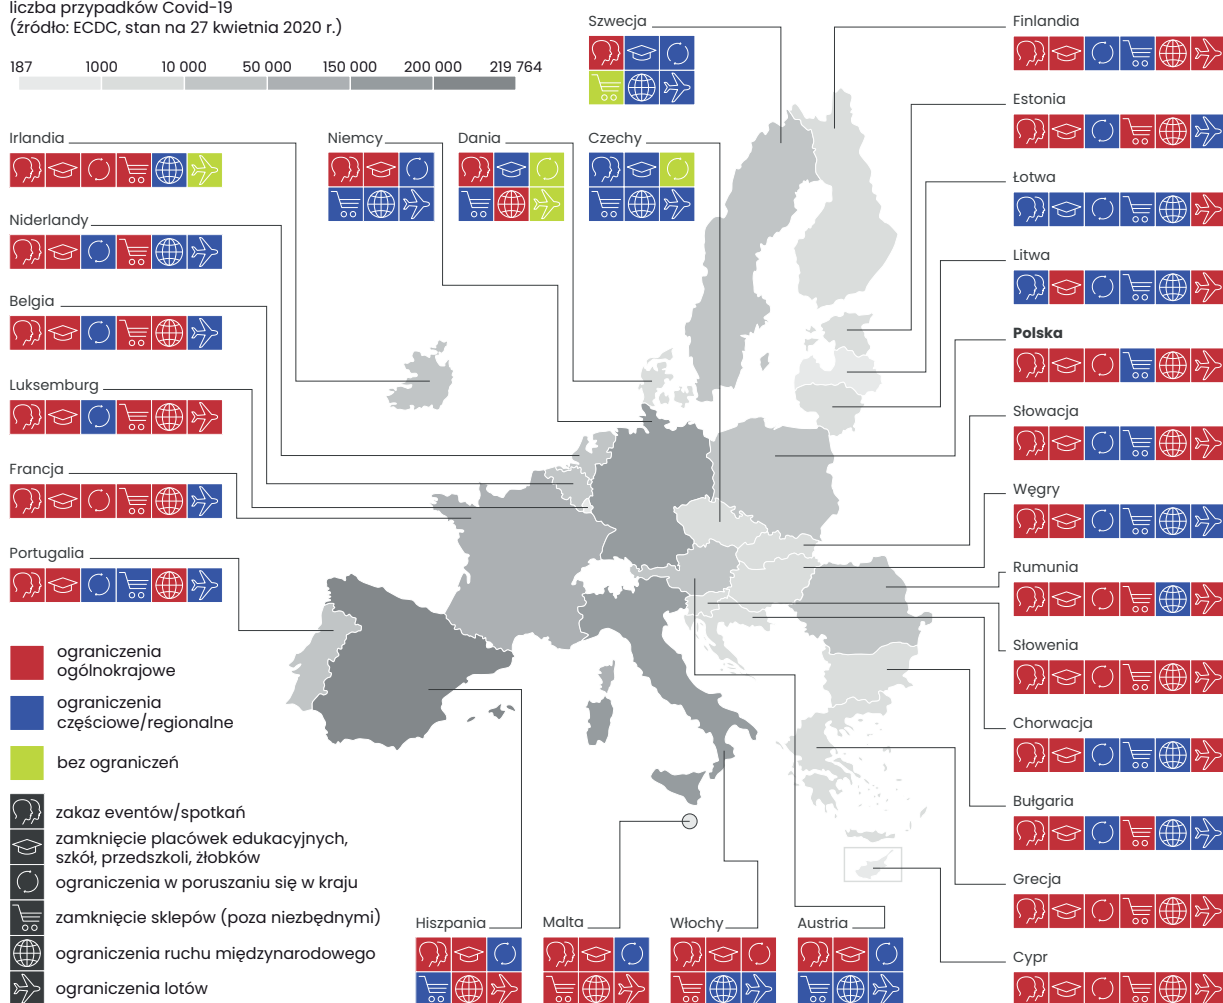 liczba przypadków Covid-19
(źródło: ECDC, stan na 27 kwietnia 2020 r.)
187 1000 10 000 50 000 150 000 200 000 219 764
Szwecja
Finlandia
Estonia
Irlandia
Niemcy
Dania
Czechy
Łotwa
Niderlandy
Litwa
Belgia
Polska
Luksemburg
Słowacja
Francja
Węgry
Portugalia
Rumunia
Słowenia
ograniczenia
ogólnokrajowe
ograniczenia
częściowe/regionalne
bez ograniczeń
Chorwacja
Bułgaria
zakaz eventów/spotkań
zamknięcie placówek edukacyjnych,
szkół, przedszkoli, żłobków
ograniczenia w poruszaniu się w kraju
zamknięcie sklepów (poza niezbędnymi)
ograniczenia ruchu międzynarodowego
ograniczenia lotów
Grecja
Hiszpania
Malta
Włochy
Austria
Cypr